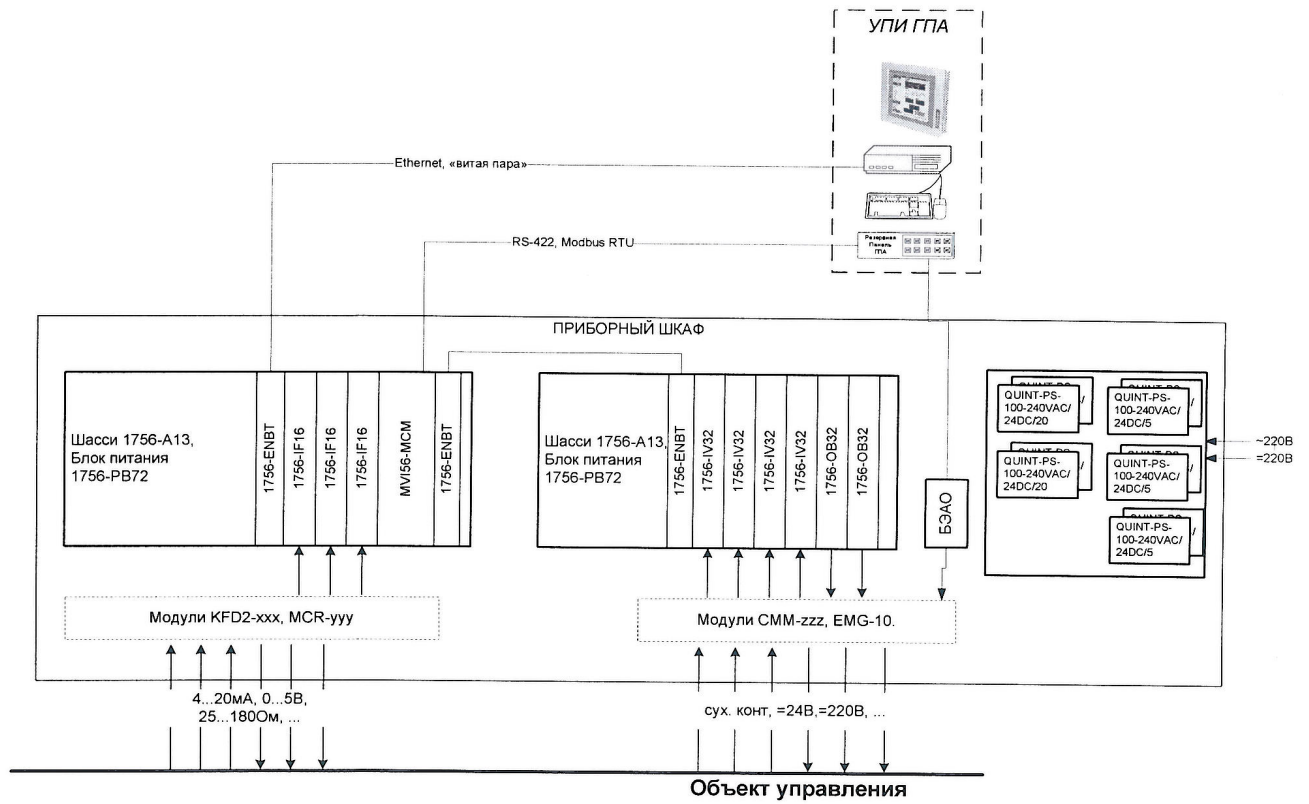 УПИ ГПА
Ethernet, «витая пара»
RS-422, Modbus RTU
Резервная
Панель
ГПА
ПРИБОРНЫЙ ШКАФ
Шасси 1756-A13,
Блок питания
1756-PB72
1756-ENBT
1756-IF16
1756-IF16
1756-IF16
MVI56-MCM
1756-ENBT
Шасси 1756-A13,
Блок питания
1756-PB72
1756-ENBT
1756-IV32
1756-IV32
1756-IV32
1756-IV32
1756-OB32
1756-OB32
БЭАО
QUINT-PS-
100-240VAC/
24DC/20
QUINT-PS-
100-240VAC/
24DC/5
QUINT-PS-
100-240VAC/
24DC/20
QUINT-PS-
100-240VAC/
24DC/5
QUINT-PS-
100-240VAC/
24DC/5
~220В
=220В
Модули KFD2-xxx, MCR-yyy
Модули CMM-zzz, EMG-10.
4...20мА, 0...5В,
25...180Ом, ...
сух. конт, =24В,=220В, ...
Объект управления